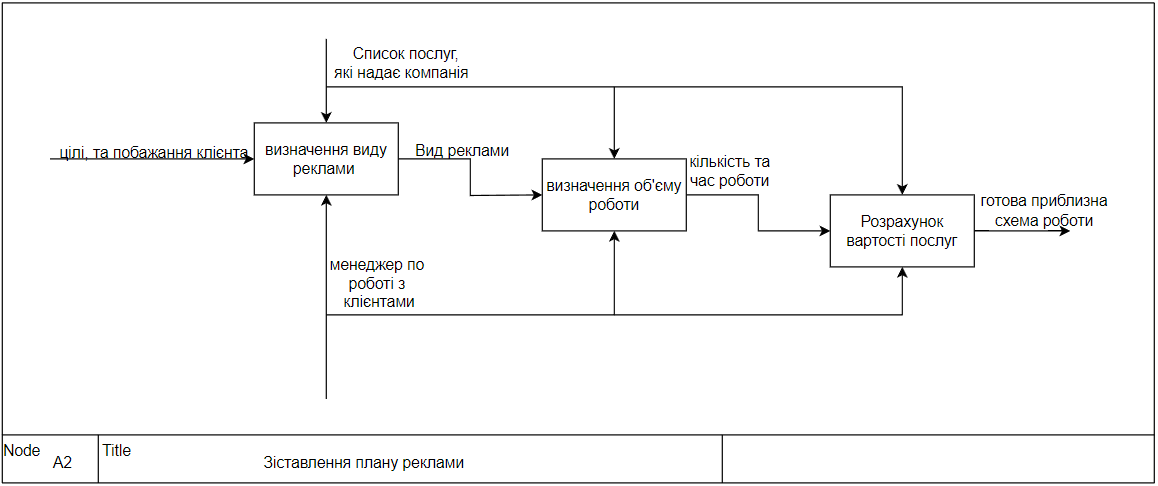 Список послуг,
які надає компанія
цілі, та побажання клієнта
визначення виду
реклами
Вид реклами
визначення об'єму
роботи
кількість та
час роботи
Розрахунок
вартості послуг
готова приблизна
схема роботи
менеджер по
роботі з
клієнтами
Node
A2
Title
Зіставлення плану реклами